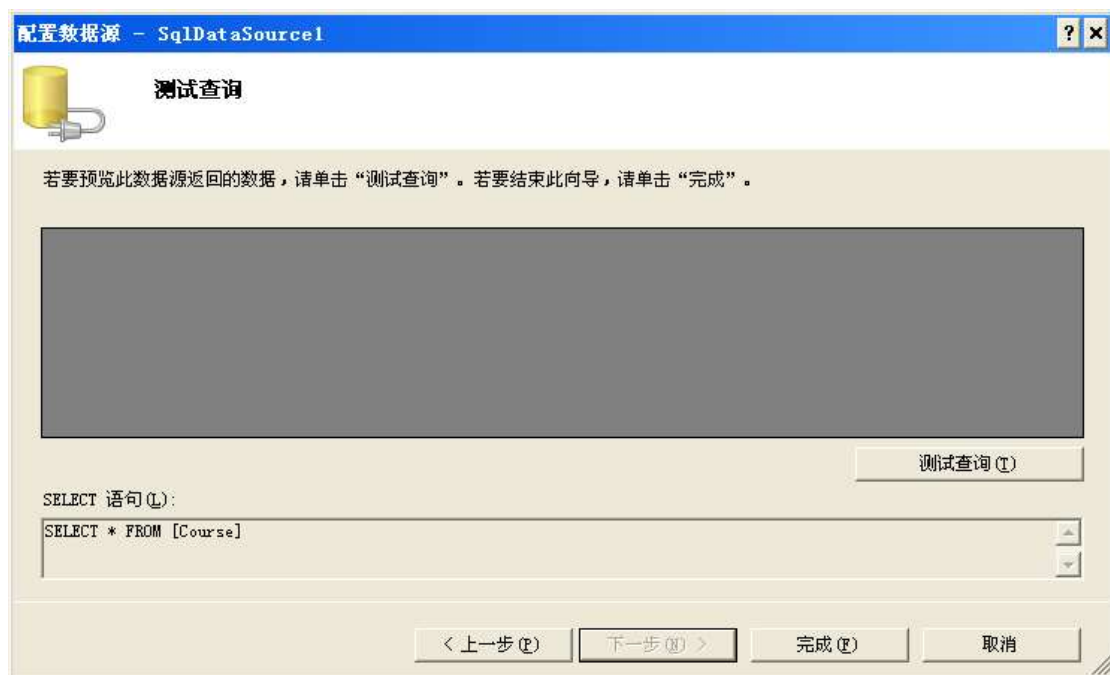 配置数据源 - SqlDataSource1
测试查询
若要预览此数据源返回的数据，请单击“测试查询”。若要结束此向导，请单击“完成”。
测试查询(T)
SELECT 语句(L):
SELECT * FROM [Course]
< 上一步(P)
下一步(N) >
完成(F)
取消